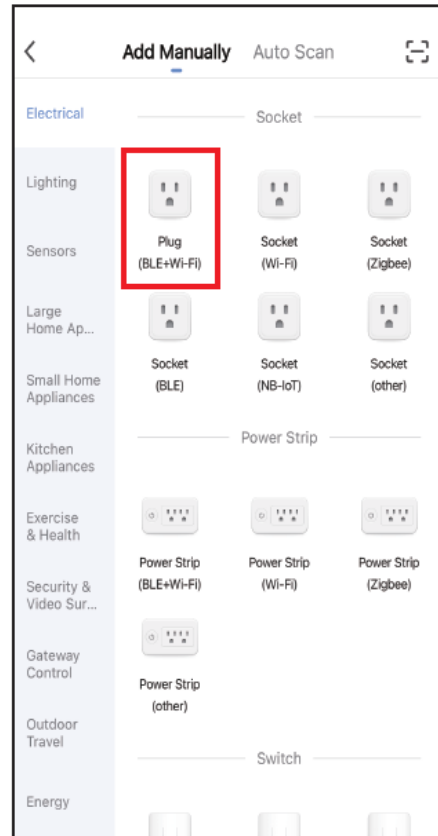 Add Manually
Auto Scan
Electrical
Lighting
Sensors
Large
Home Ap...
Small Home
Appliances
Kitchen
Appliances
Exercise
& Health
Security &
Video Sur...
Gateway
Control
Outdoor
Travel
Energy
Socket
Plug
(BLE+Wi-Fi)
Socket
(Wi-Fi)
Socket
(Zigbee)
Socket
(BLE)
Socket
(NB-IoT)
Socket
(other)
Power Strip
Power Strip
(BLE+Wi-Fi)
Power Strip
(Wi-Fi)
Power Strip
(Zigbee)
Power Strip
(other)
Switch